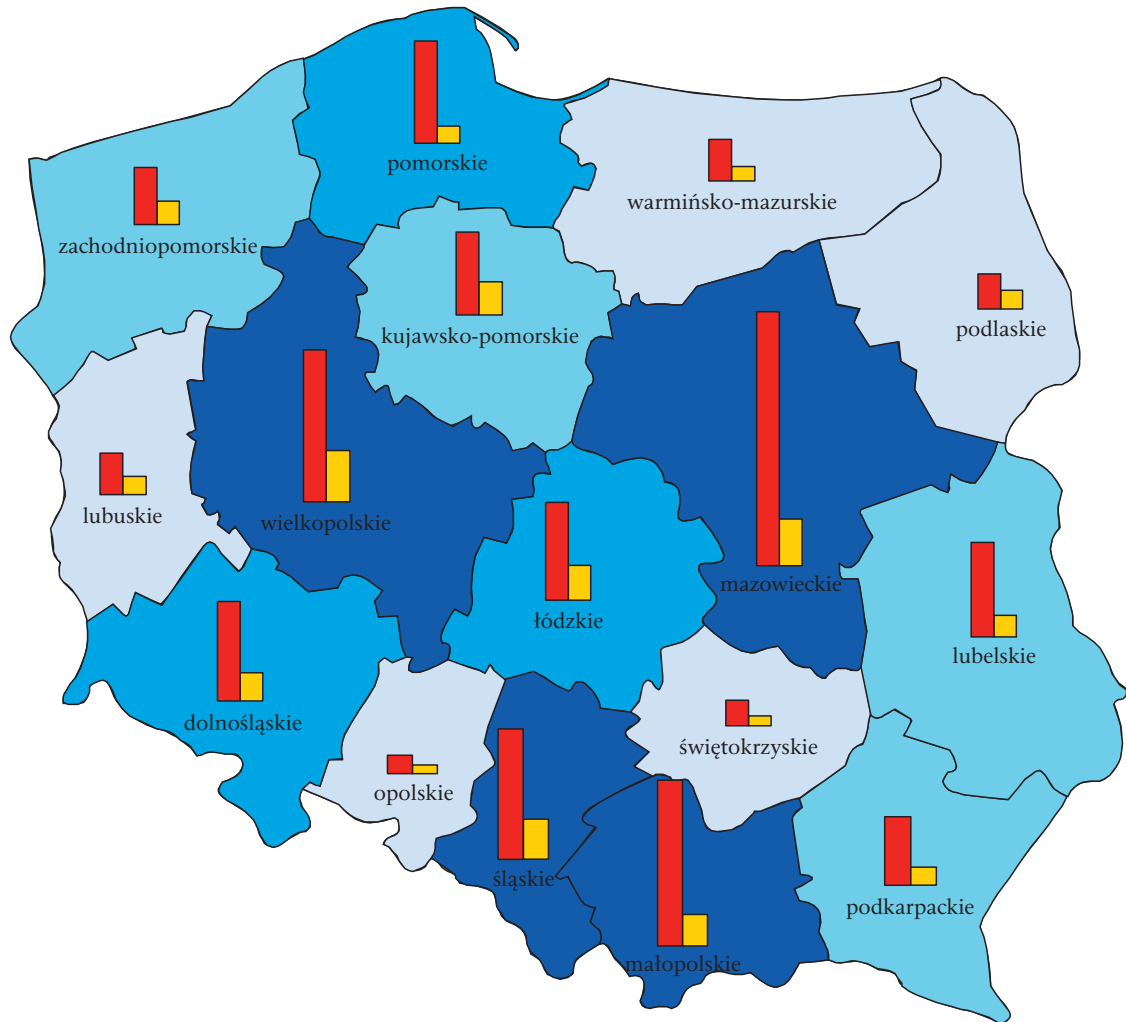 pomorskie
warmińsko-mazurskie
zachodniopomorskie
kujawsko-pomorskie
podlaskie
lubuskie
wielkopolskie
mazowieckie
łódzkie
lubelskie
dolnośląskie
świętokrzyskie
opolskie
śląskie
podkarpackie
małopolskie